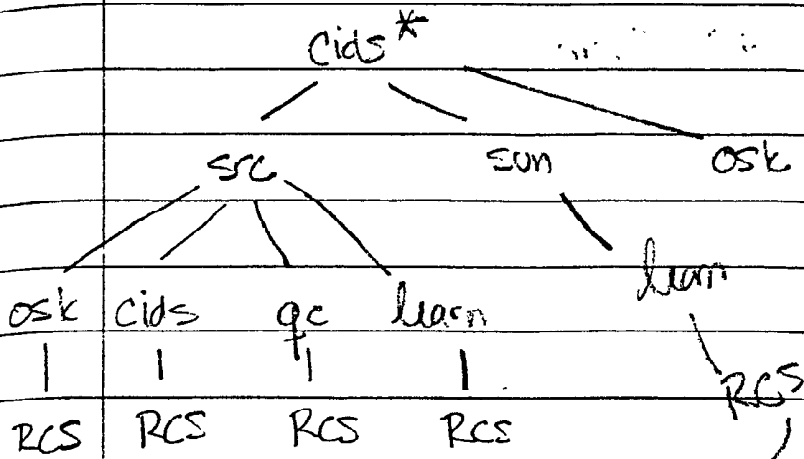 cids*
src sun osk
osk cids qc learn learn
RCS RCS RCS RCS RCS